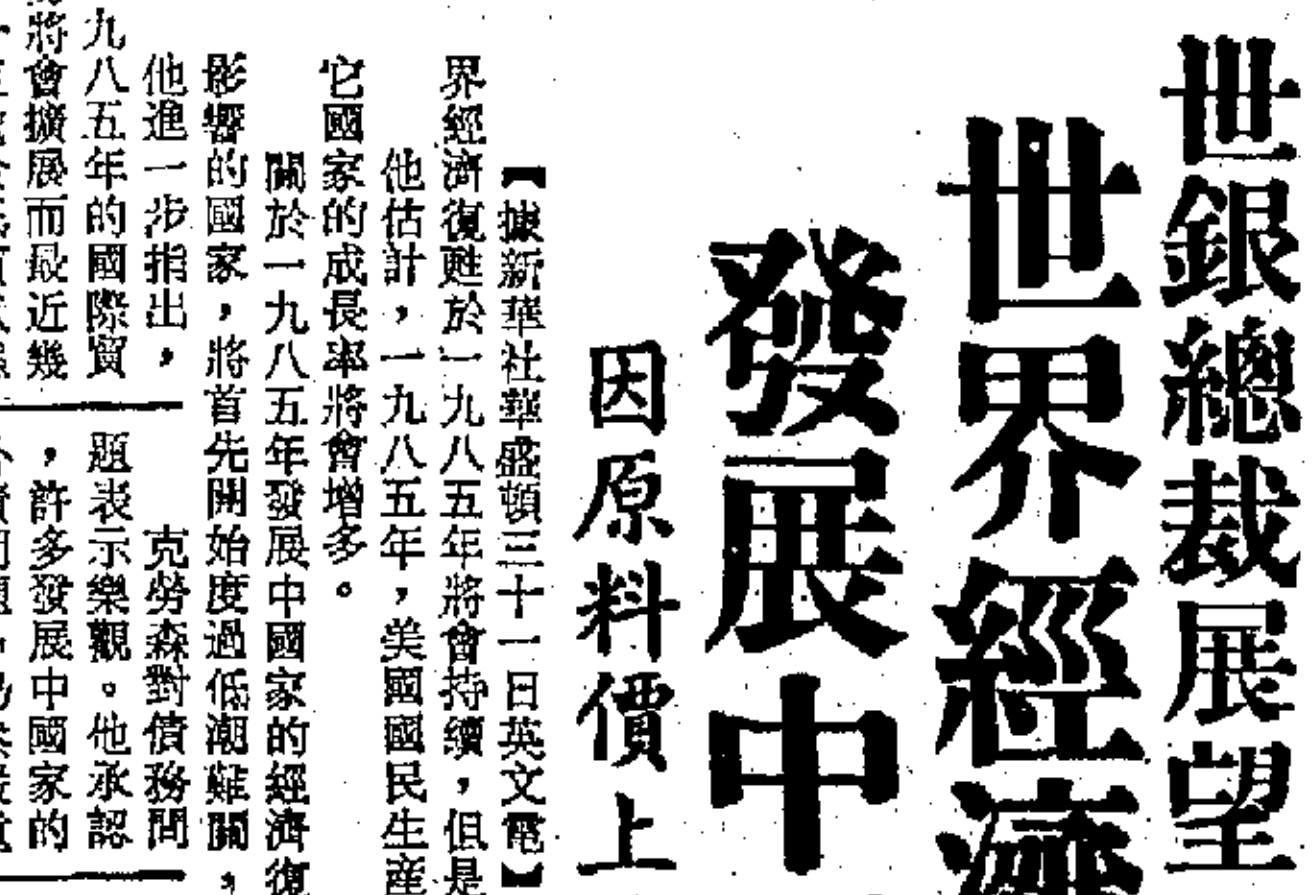 世銀總裁展望
世界經濟
發展中
因原料價上
【據新華社華盛頓三十一日英文電】
界經濟復甦於一九八五年將會持續，但是
他估計，一九八五年，美國國民生產
它國家的成長率將會增多。
關於一九八五年發展中國家的經濟復
影響的國家，將首先開始度過低潮難關，
他進一步指出，
九八五年的國際貿
將會擴展而最近幾
克勞森對債務問
題表示樂觀。他承認
，許多發展中國家的